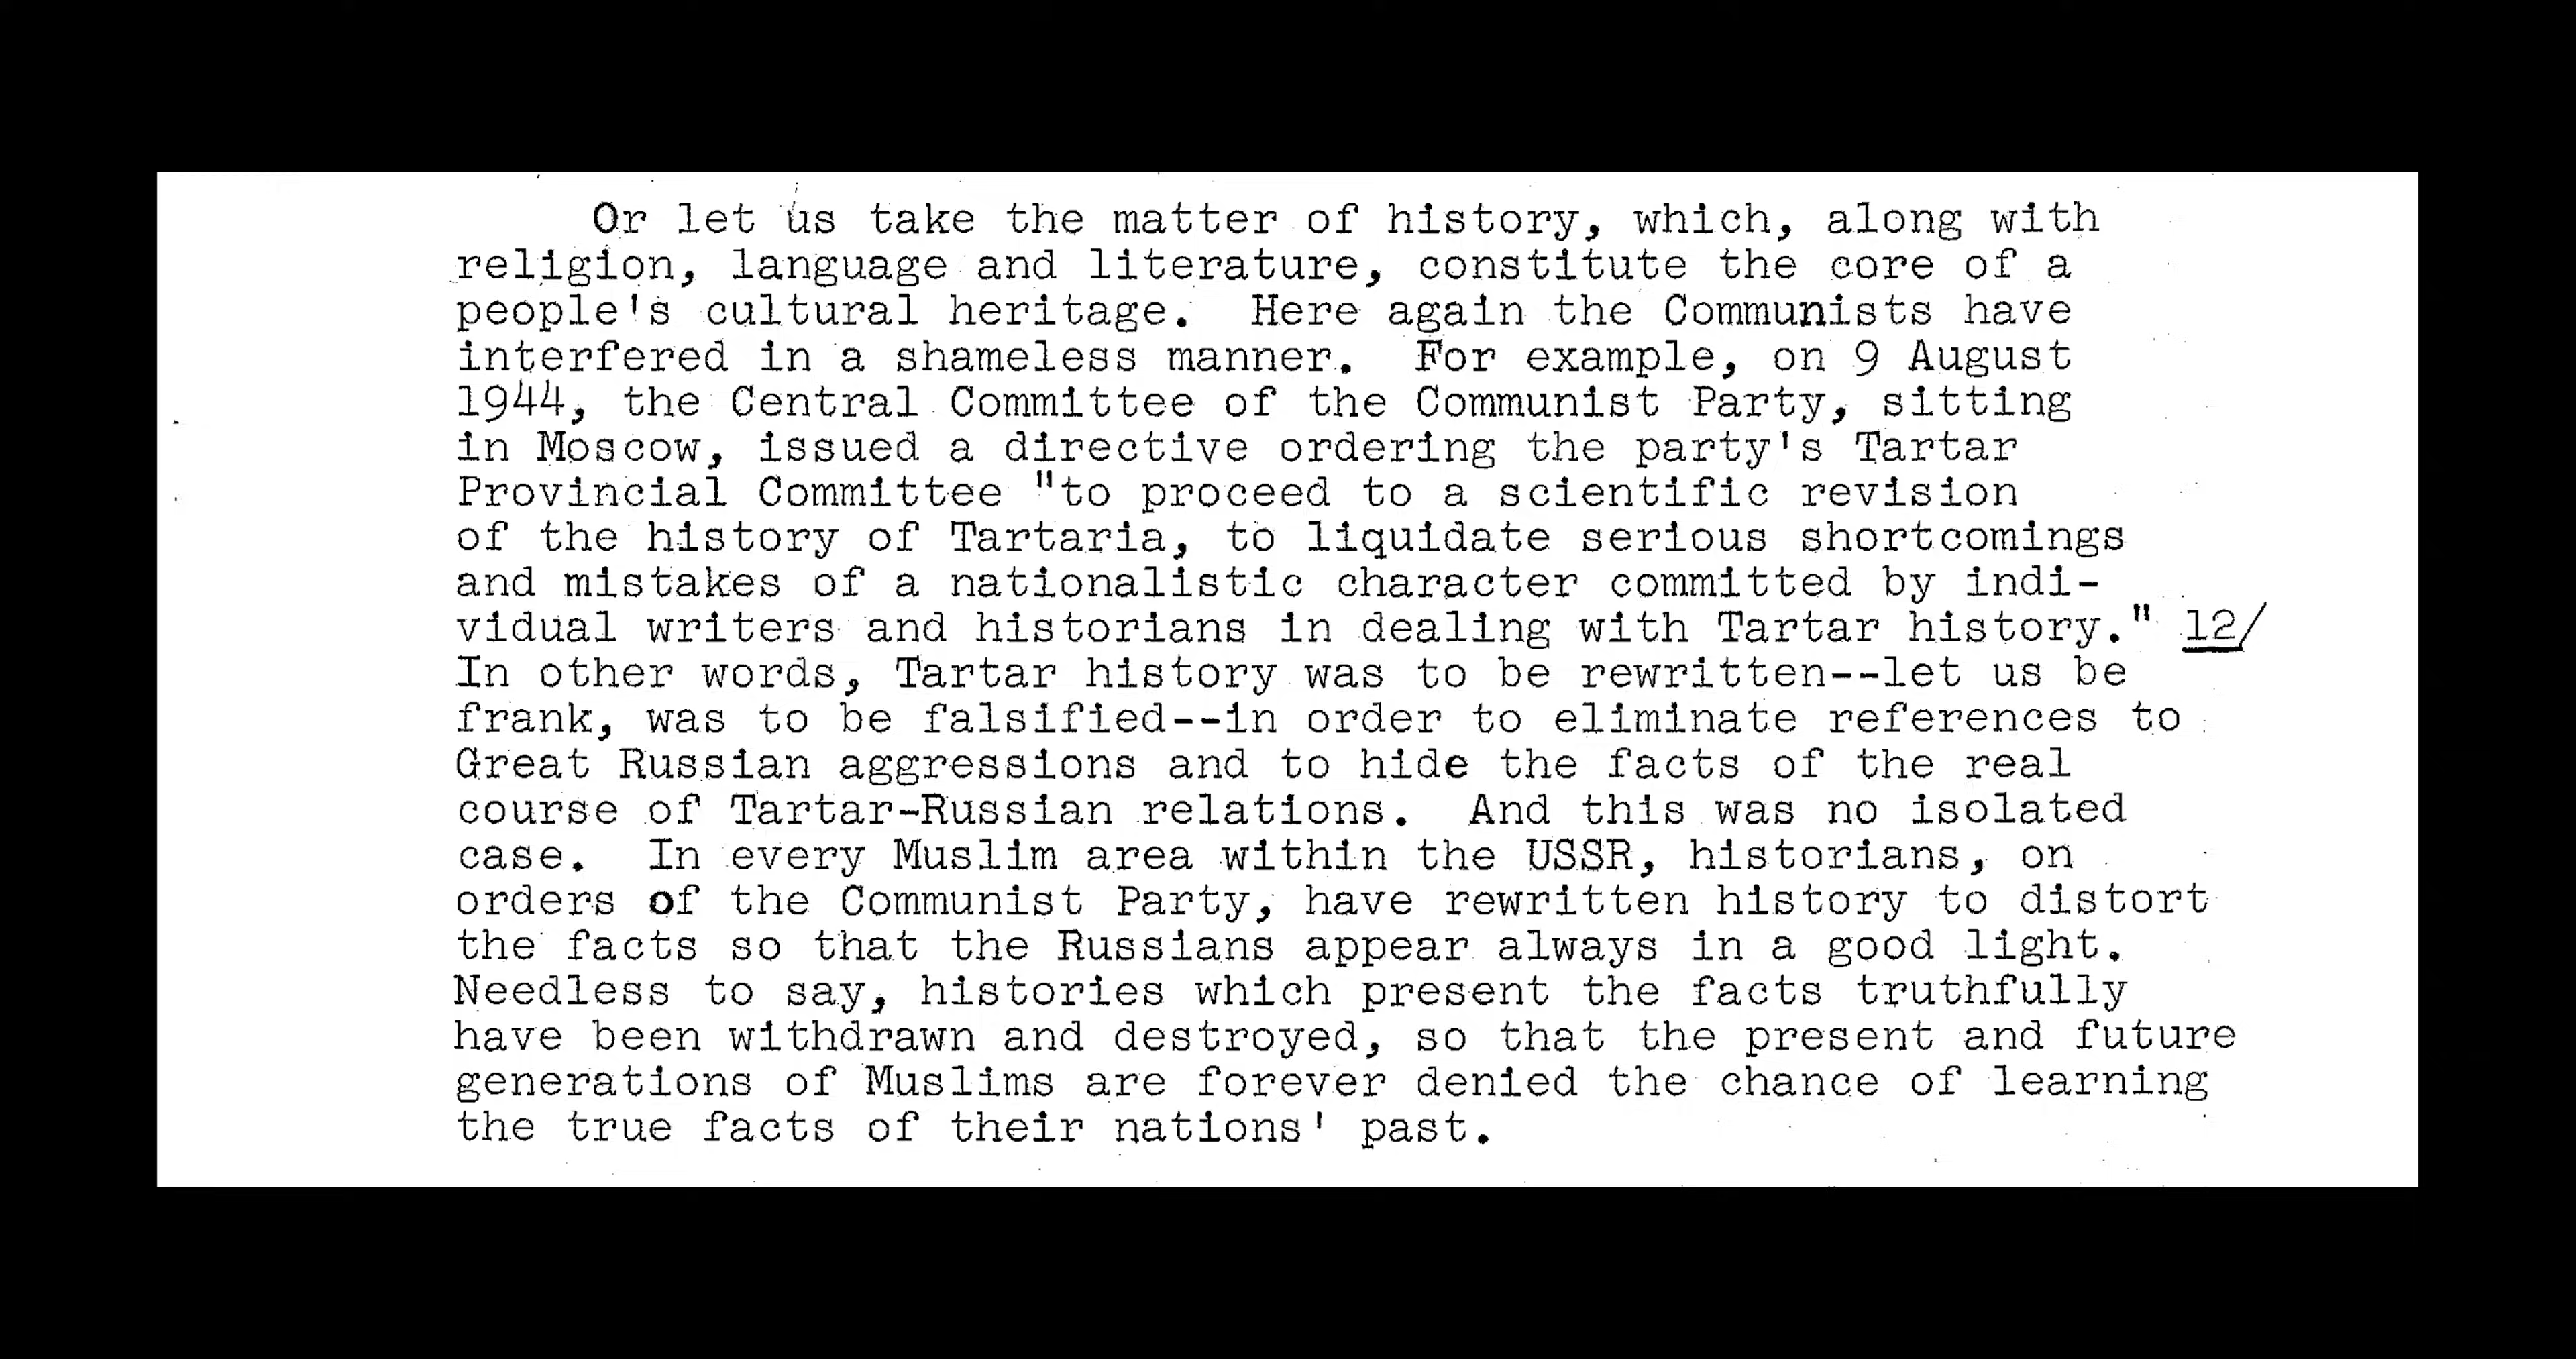 Or let us take the matter of history, which, along with
religion, language and literature, constitute the core of a
people's cultural heritage. Here again the Communists have
interfered in a shameless manner. For example, on 9 August
1944, the Central Committee of the Communist Party, sitting
in Moscow, issued a directive ordering the party's Tartar
Provincial Committee "to proceed to a scientific revision
of the history of Tartaria, to liquidate serious shortcomings
and mistakes of a nationalistic character committed by indi-
vidual writers and historians in dealing with Tartar history." 12/
In other words, Tartar history was to be rewritten--let us be
frank, was to be falsified--in order to eliminate references to
Great Russian aggressions and to hide the facts of the real
course of Tartar-Russian relations. And this was no isolated
case. In every Muslim area within the USSR, historians, on
orders of the Communist Party, have rewritten history to distort
the facts so that the Russians appear always in a good light.
Needless to say, histories which present the facts truthfully
have been withdrawn and destroyed, so that the present and future
generations of Muslims are forever denied the chance of learning
the true facts of their nations' past.